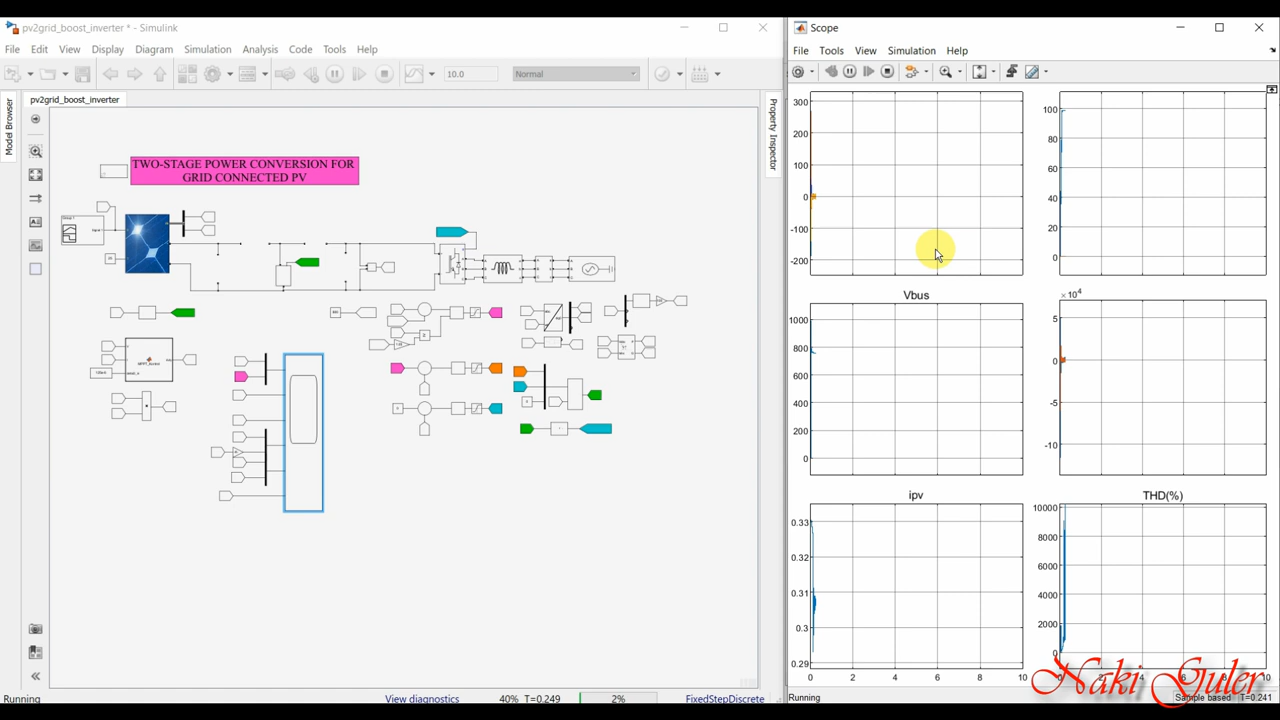 pv2grid_boost_inverter * - Simulink
File Edit View Display Diagram Simulation Analysis Code Tools Help
10.0 Normal
pv2grid_boost_inverter
Model Browser
Property Inspector
TWO-STAGE POWER CONVERSION FOR
GRID CONNECTED PV
Running
View diagnostics 40% T=0.249 2% FixedStepDiscrete
Scope
File Tools View Simulation Help
300
200
100
0
-100
-200
100
80
60
40
20
0
Vbus
1000
800
600
400
200
0
×10⁴
5
0
-5
-10
ipv
0.33
0.32
0.31
0.3
0.29
0 2 4 6 8 10
THD(%)
10000
8000
6000
4000
2000
0
0 2
Naki Guler
Running
Sample based T=0.241